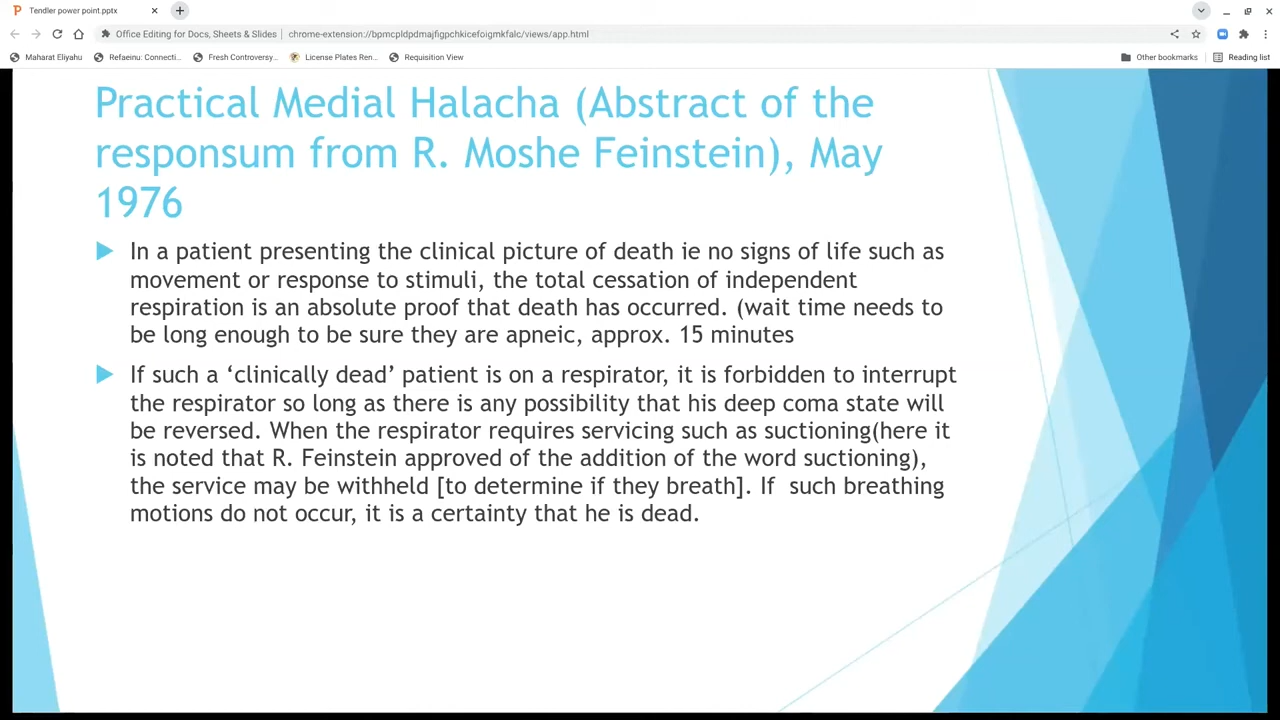 Tendler power point.pptx
Office Editing for Docs, Sheets & Slides | chrome-extension://bpmcpldpdmajfigpchkicefoigmkfalc/views/app.html
Maharat Eliyahu Refaeinu: Connecti... Fresh Controversy... License Plates Ren... Requisition View Other bookmarks Reading list
Practical Medial Halacha (Abstract of the
responsum from R. Moshe Feinstein), May
1976
In a patient presenting the clinical picture of death ie no signs of life such as
movement or response to stimuli, the total cessation of independent
respiration is an absolute proof that death has occurred. (wait time needs to
be long enough to be sure they are apneic, approx. 15 minutes
If such a ‘clinically dead’ patient is on a respirator, it is forbidden to interrupt
the respirator so long as there is any possibility that his deep coma state will
be reversed. When the respirator requires servicing such as suctioning(here it
is noted that R. Feinstein approved of the addition of the word suctioning),
the service may be withheld [to determine if they breath]. If such breathing
motions do not occur, it is a certainty that he is dead.